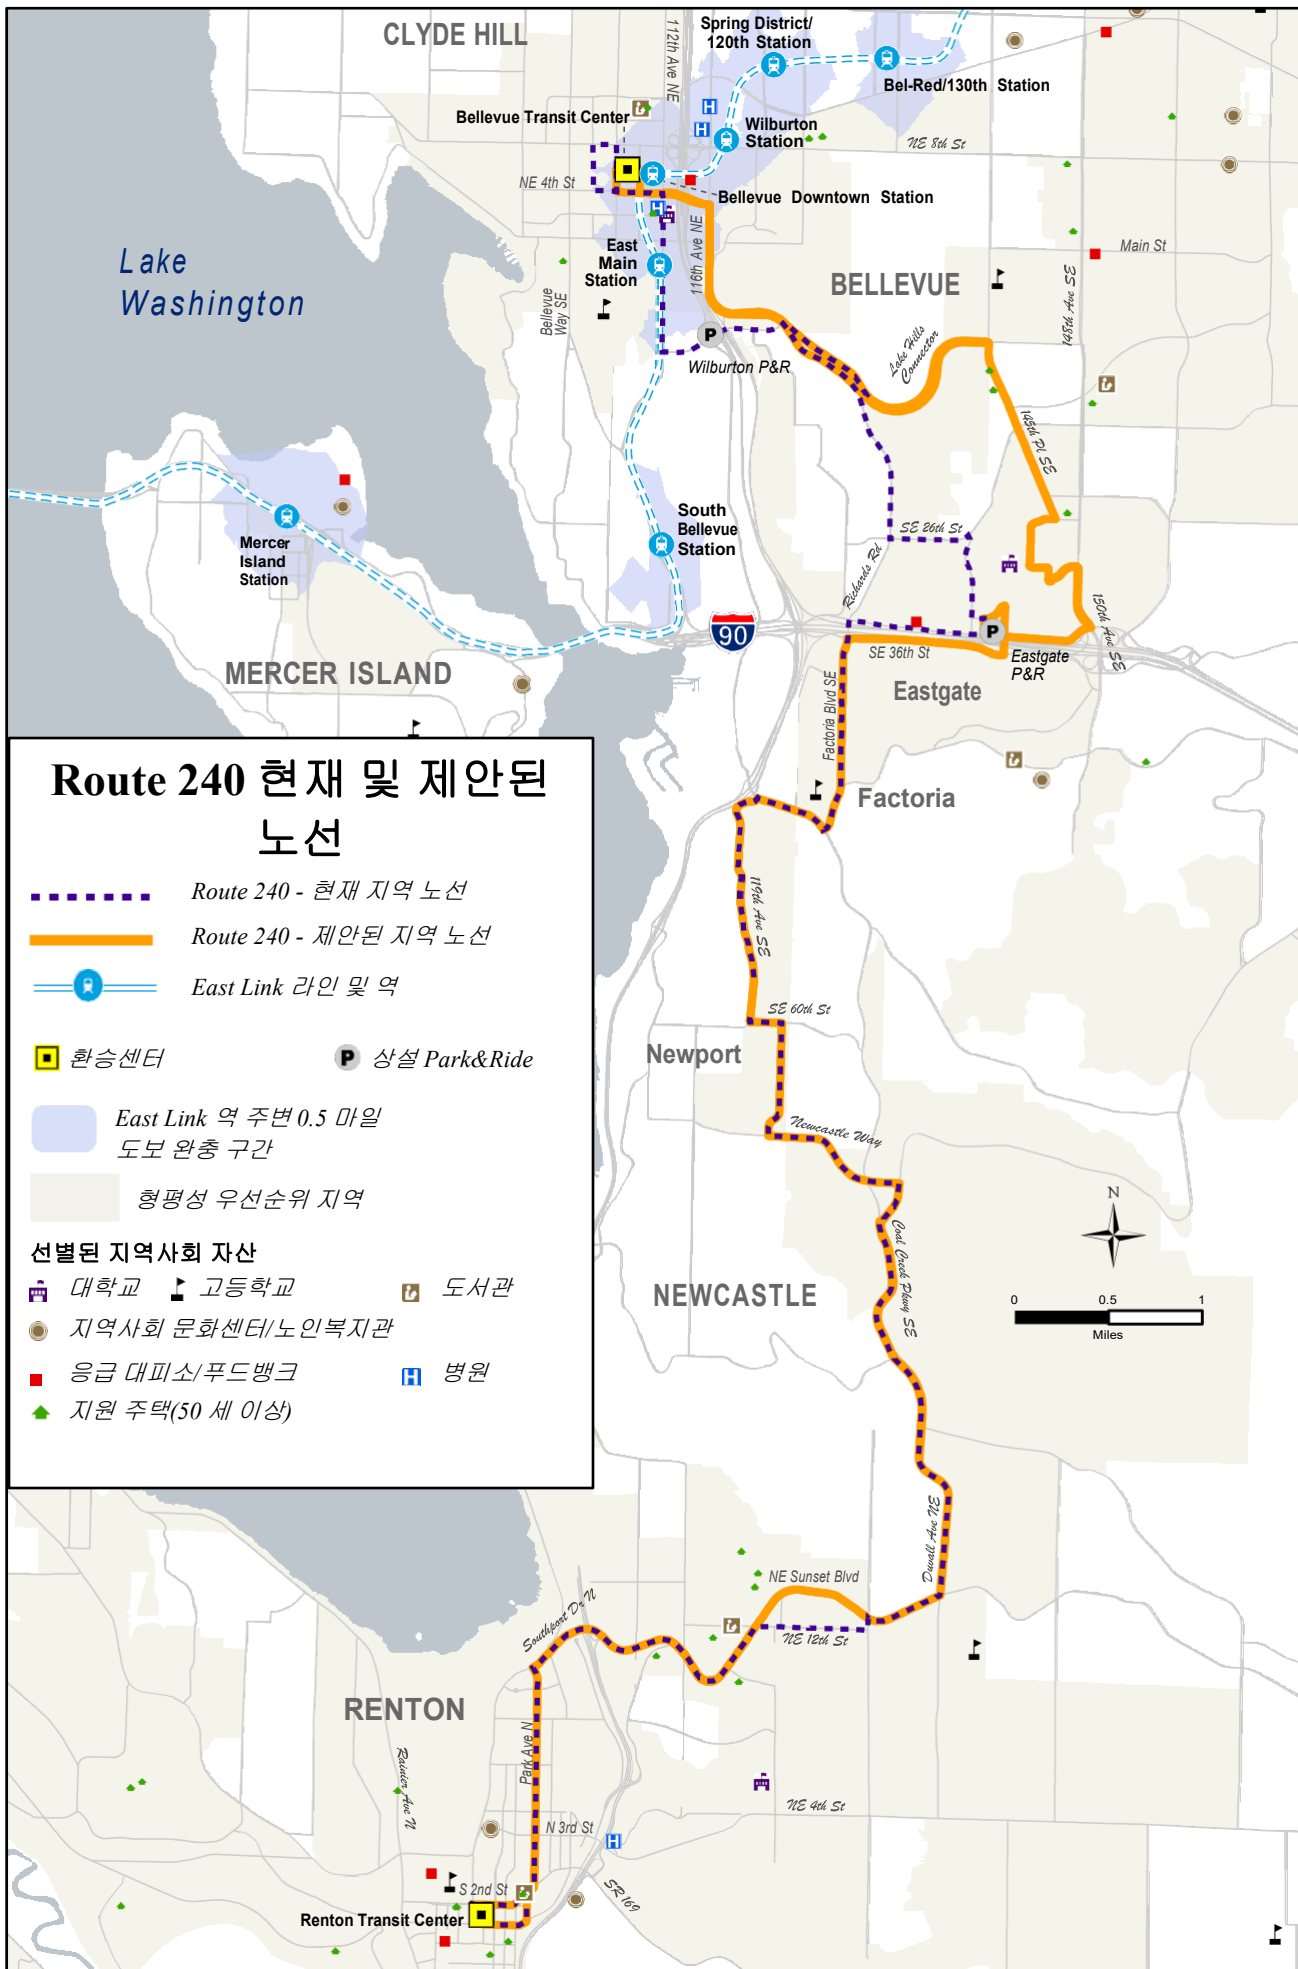 CLYDE HILL
112th Ave NE
Spring District/
120th Station
Bel-Red/130th Station
Bellevue Transit Center
Wilburton
Station
NE 8th St
NE 4th St
Bellevue Downtown Station
116th Ave NE
Main St
East
Main
Station
Lake
Washington
BELLEVUE
148th Ave SE
Bellevue
Way SE
P
Wilburton P&R
Lake Hills
Connector
145th Pl SE
South
Bellevue
Station
SE 26th St
Mercer
Island
Station
Richards Rd
90
150th Ave SE
P
SE 36th St
Eastgate
P&R
MERCER ISLAND
Eastgate
Factoria Blvd SE
Factoria
Route 240 현재 및 제안된
노선
Route 240 - 현재 지역 노선
Route 240 - 제안된 지역 노선
East Link 라인 및 역
환승센터
P 상설 Park&Ride
East Link 역 주변 0.5 마일
도보 완충 구간
형평성 우선순위 지역
선별된 지역사회 자산
대학교
고등학교
도서관
지역사회 문화센터/노인복지관
응급 대피소/푸드뱅크
H 병원
지원 주택(50 세 이상)
119th Ave SE
SE 60th St
Newport
Newcastle Way
N
Coal Creek Pkwy SE
NEWCASTLE
0 0.5 1
Miles
Duvall Ave NE
NE Sunset Blvd
NE 12th St
Southport Dr N
RENTON
Park Ave N
Rainier Ave N
NE 4th St
N 3rd St
H
SR 169
S 2nd St
Renton Transit Center
H
H
H